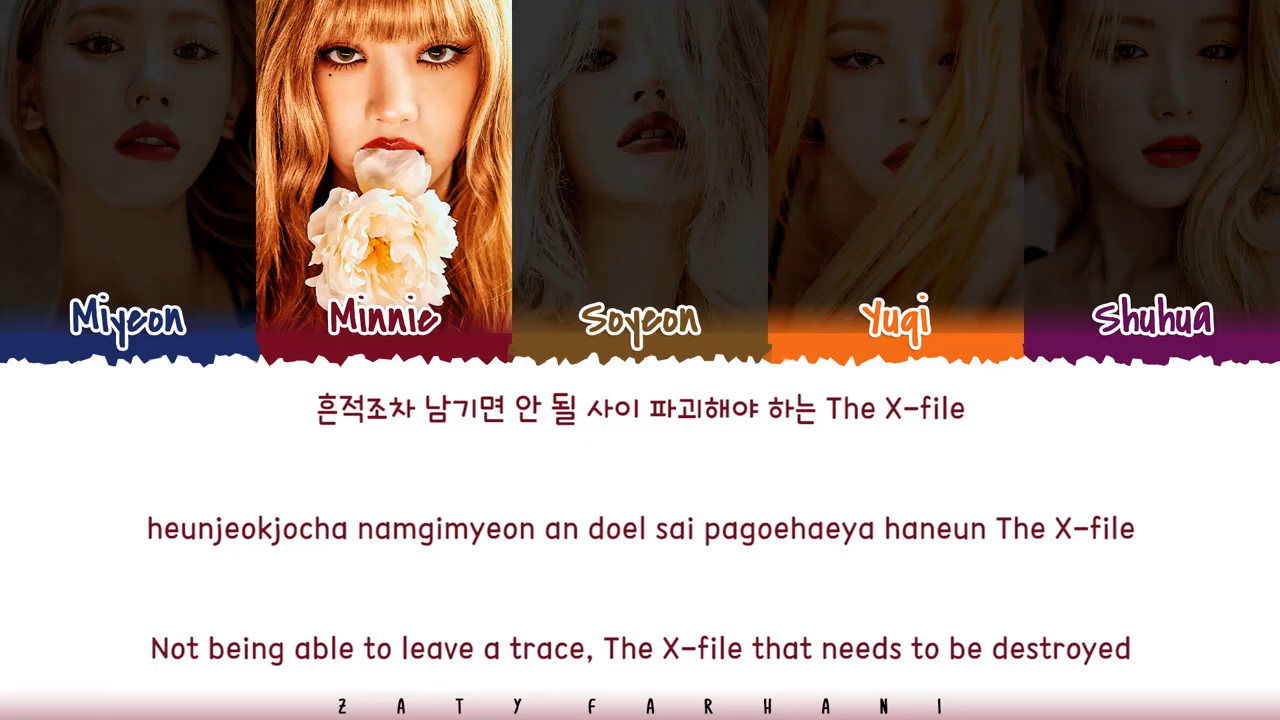 Miyeon Minnie Soyeon Yuqi Shuhua
흔적조차 남기면 안 될 사이 파괴해야 하는 The X-file
heunjeokjocha namgimyeon an doel sai pagoehaeya haneun The X-file
Not being able to leave a trace, The X-file that needs to be destroyed
ZATY FARHANI